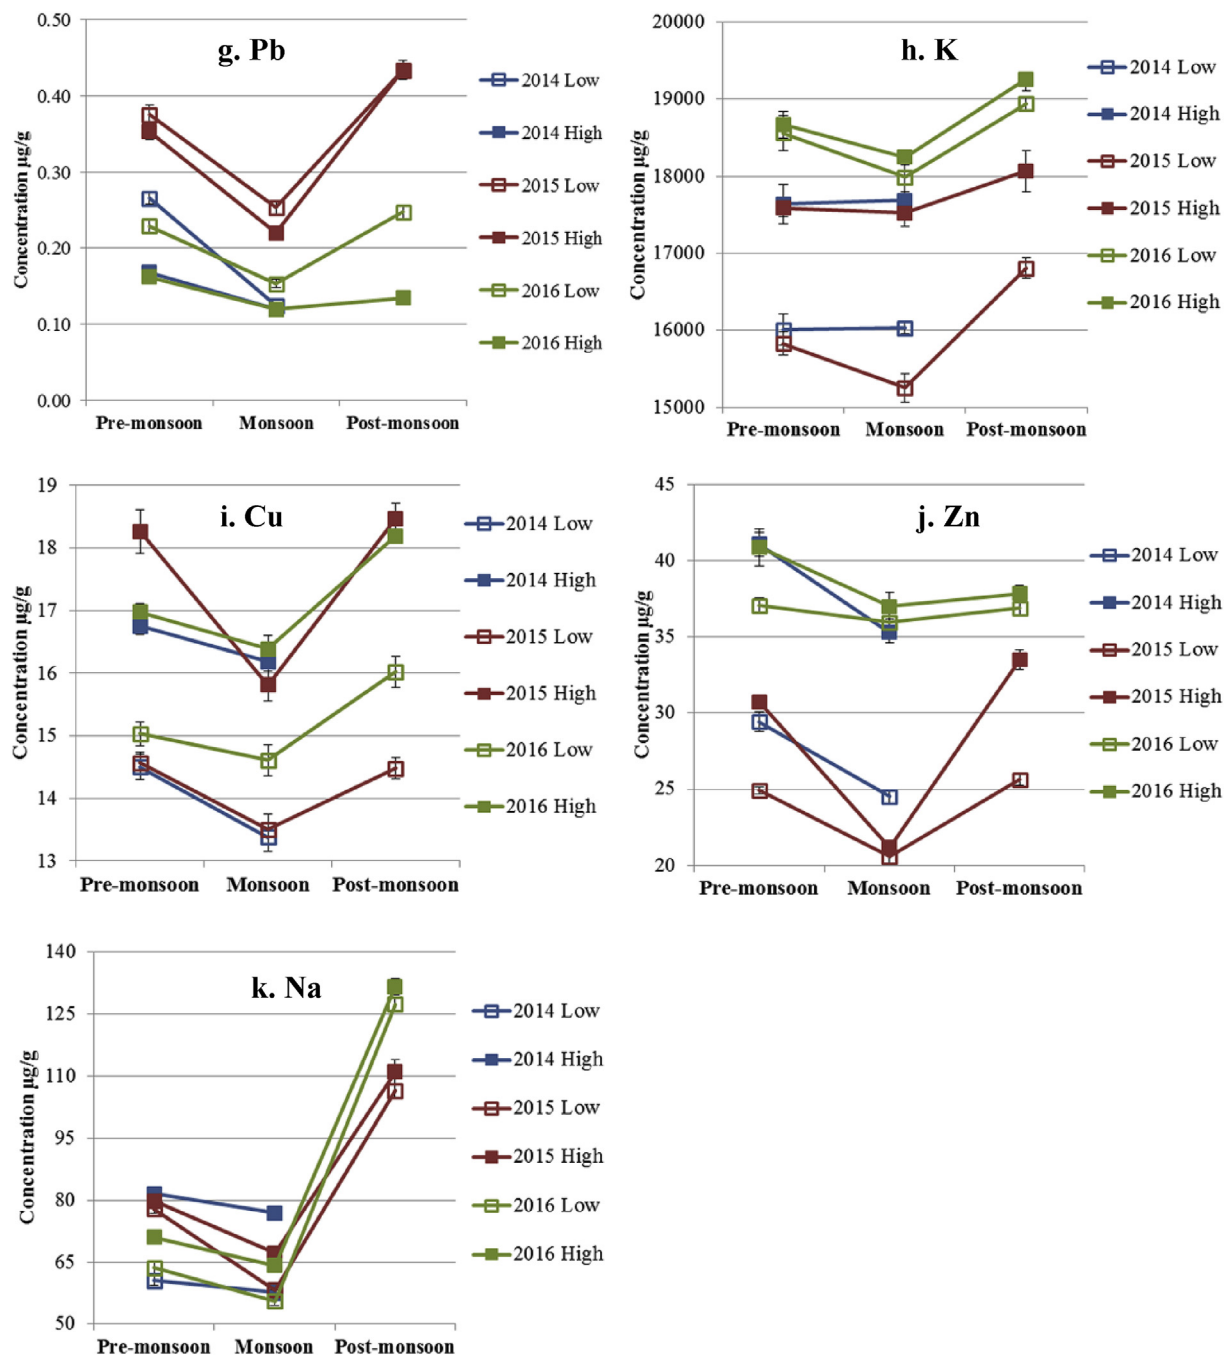 g. Pb
Concentration µg/g
0.50
0.40
0.30
0.20
0.10
0.00
Pre-monsoon Monsoon Post-monsoon
2014 Low
2014 High
2015 Low
2015 High
2016 Low
2016 High
h. K
Concentration µg/g
20000
19000
18000
17000
16000
15000
Pre-monsoon Monsoon Post-monsoon
2014 Low
2014 High
2015 Low
2015 High
2016 Low
2016 High
i. Cu
Concentration µg/g
19
18
17
16
15
14
13
Pre-monsoon Monsoon Post-monsoon
2014 Low
2014 High
2015 Low
2015 High
2016 Low
2016 High
j. Zn
Concentration µg/g
45
40
35
30
25
20
Pre-monsoon Monsoon Post-monsoon
2014 Low
2014 High
2015 Low
2015 High
2016 Low
2016 High
k. Na
Concentration µg/g
140
125
110
95
80
65
50
Pre-monsoon Monsoon Post-monsoon
2014 Low
2014 High
2015 Low
2015 High
2016 Low
2016 High